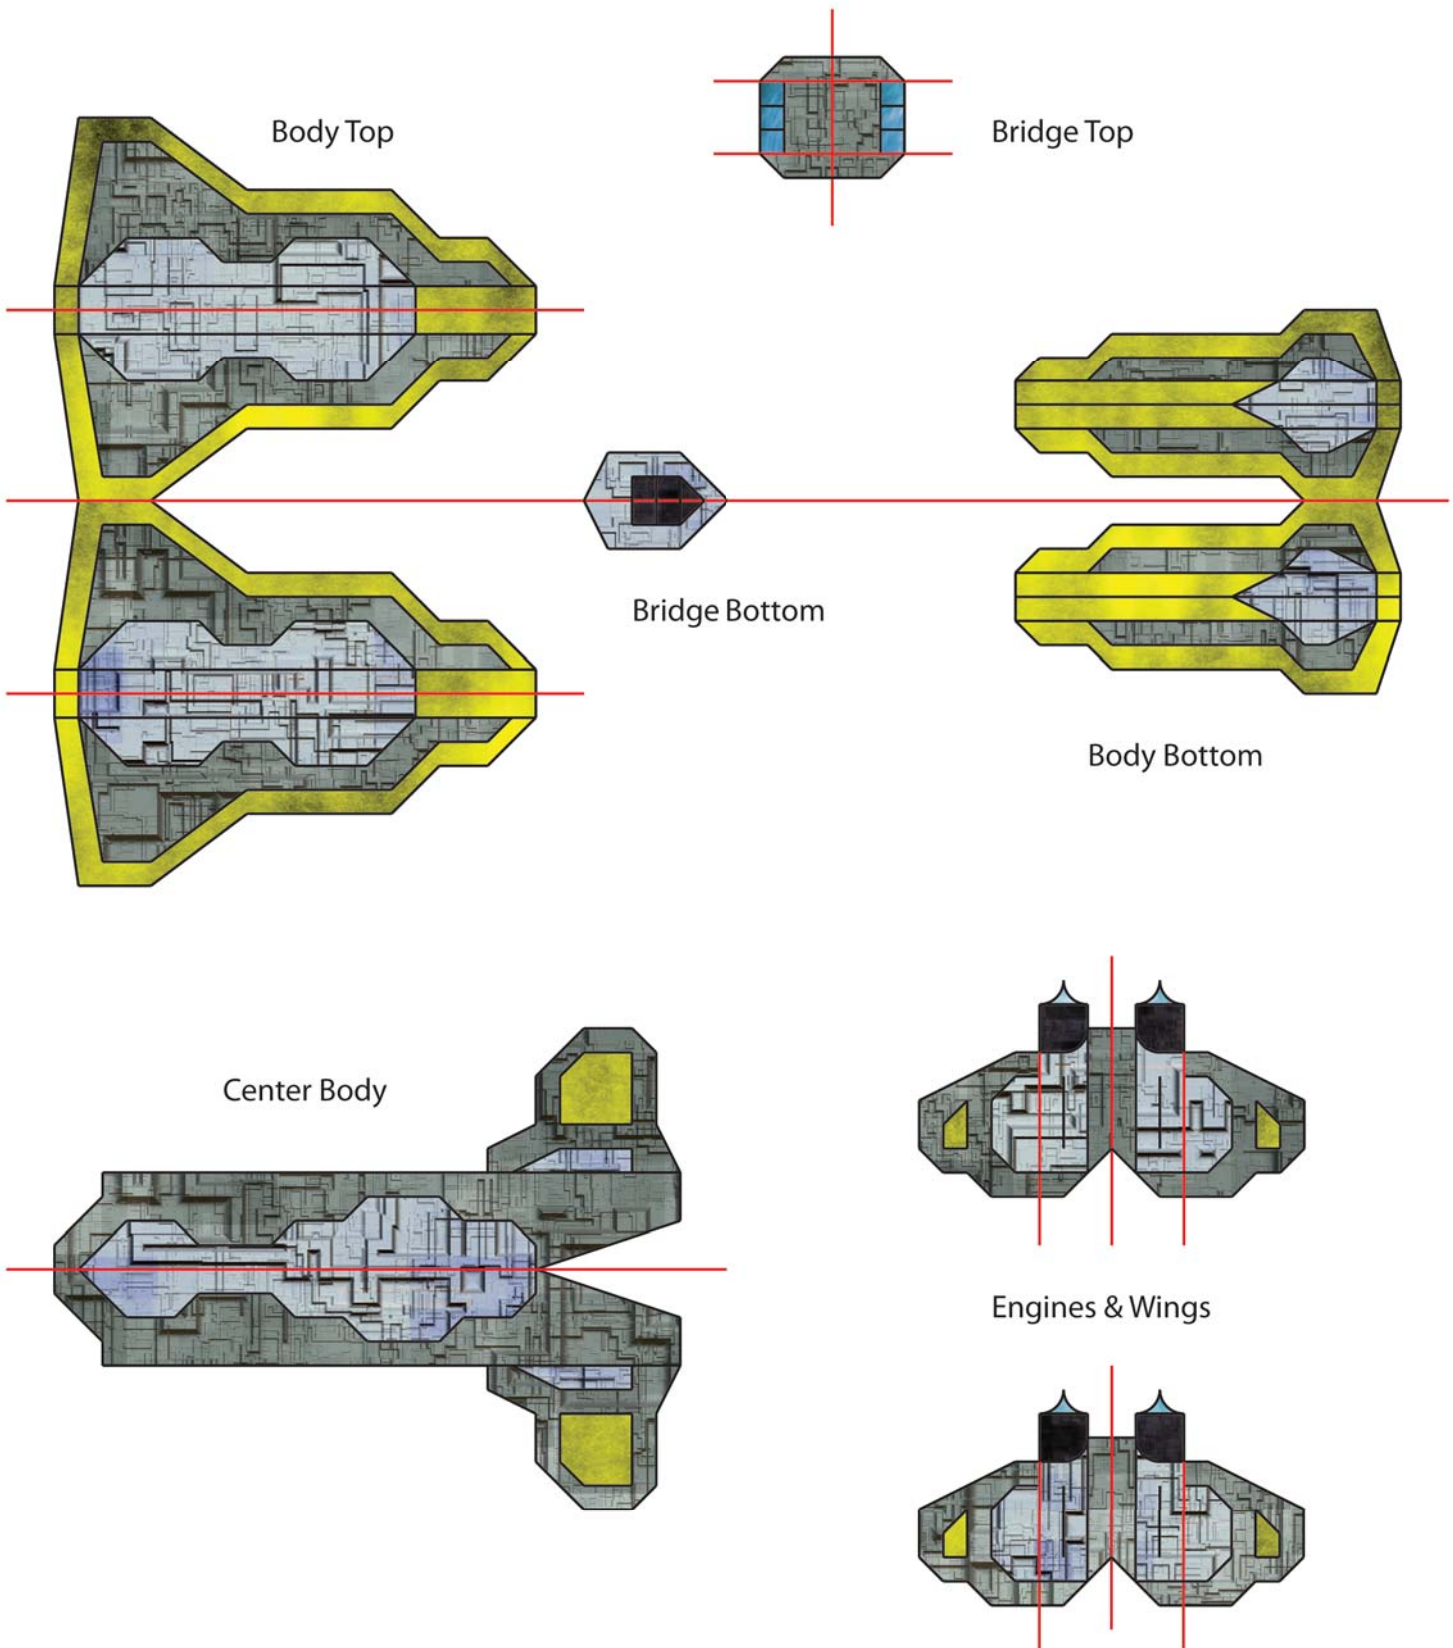 Body Top
Bridge Top
Bridge Bottom
Body Bottom
Center Body
Engines & Wings